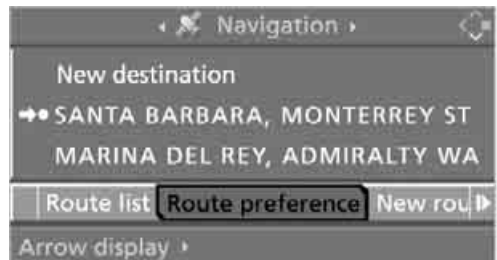 Navigation
New destination
SANTA BARBARA, MONTERREY ST
MARINA DEL REY, ADMIRALTY WA
Route list Route preference New rou
Arrow display